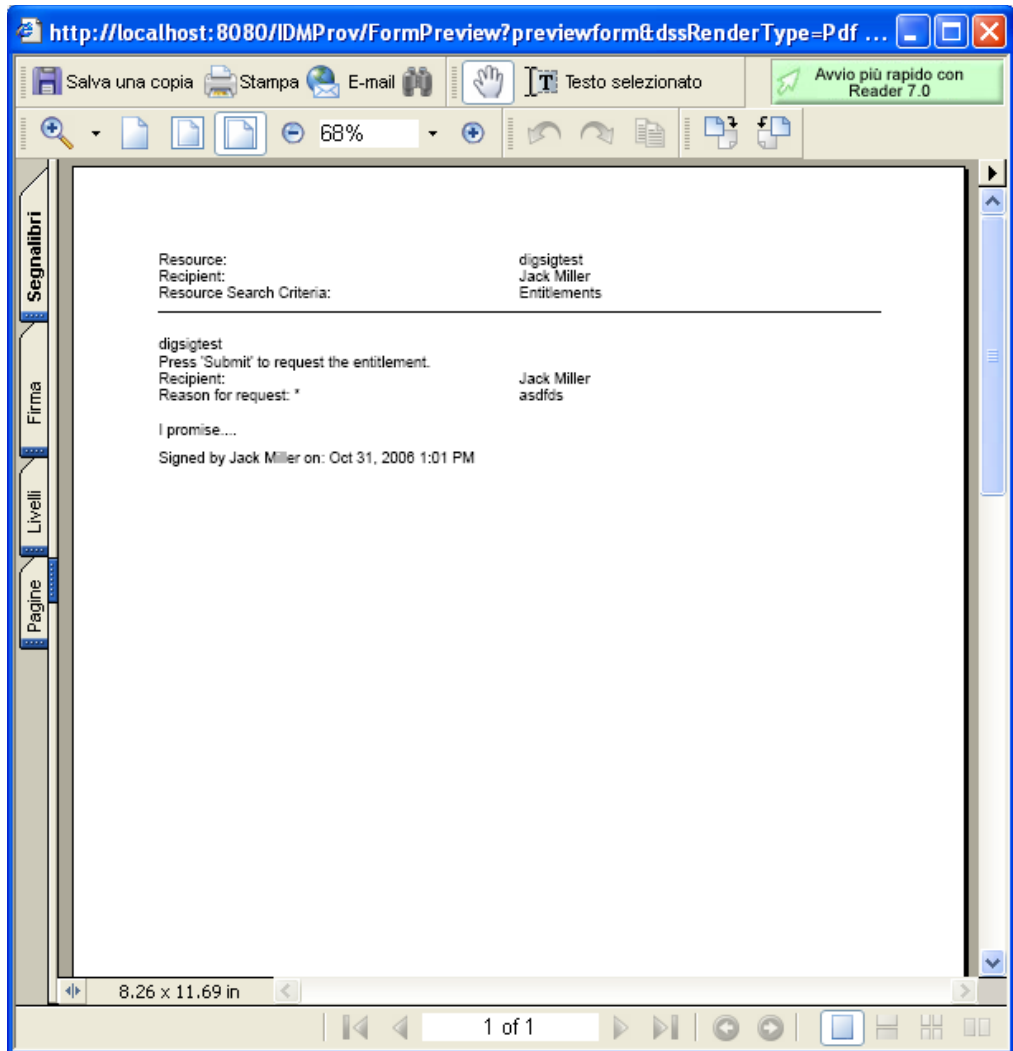 http://localhost:8080/IDMProv/FormPreview?previewform&dssRenderType=Pdf ...
Salva una copia Stampa E-mail Testo selezionato Avvio più rapido con
Reader 7.0
68%
Segnalibri
Firma
Livelli
Pagine
Resource: digsigtest
Recipient: Jack Miller
Resource Search Criteria: Entitlements
digsigtest
Press 'Submit' to request the entitlement.
Recipient: Jack Miller
Reason for request: * asdfds
I promise....
Signed by Jack Miller on: Oct 31, 2006 1:01 PM
8.26 x 11.69 in
1 of 1